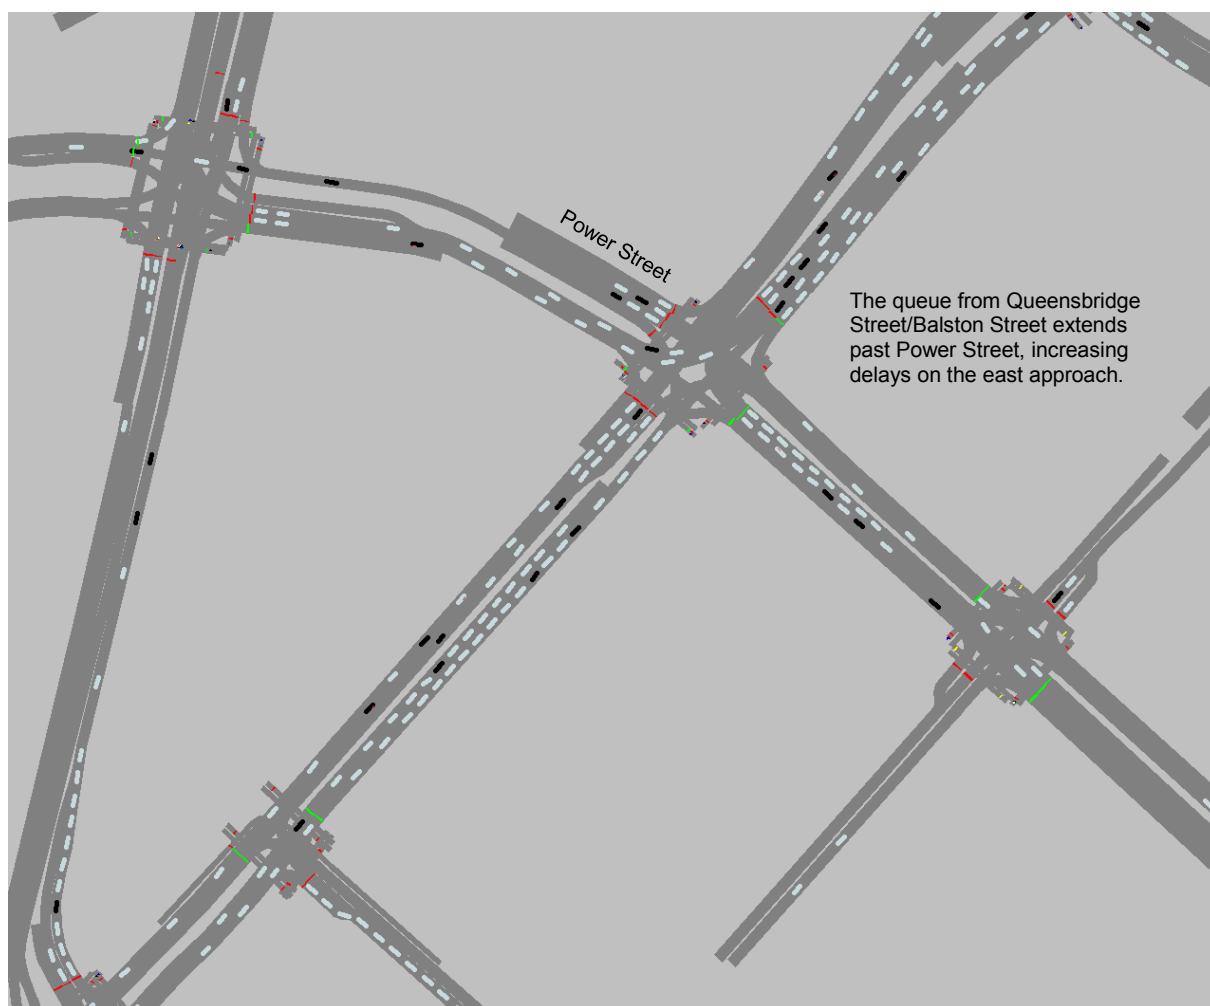 Power Street
The queue from Queensbridge
Street/Balston Street extends
past Power Street, increasing
delays on the east approach.